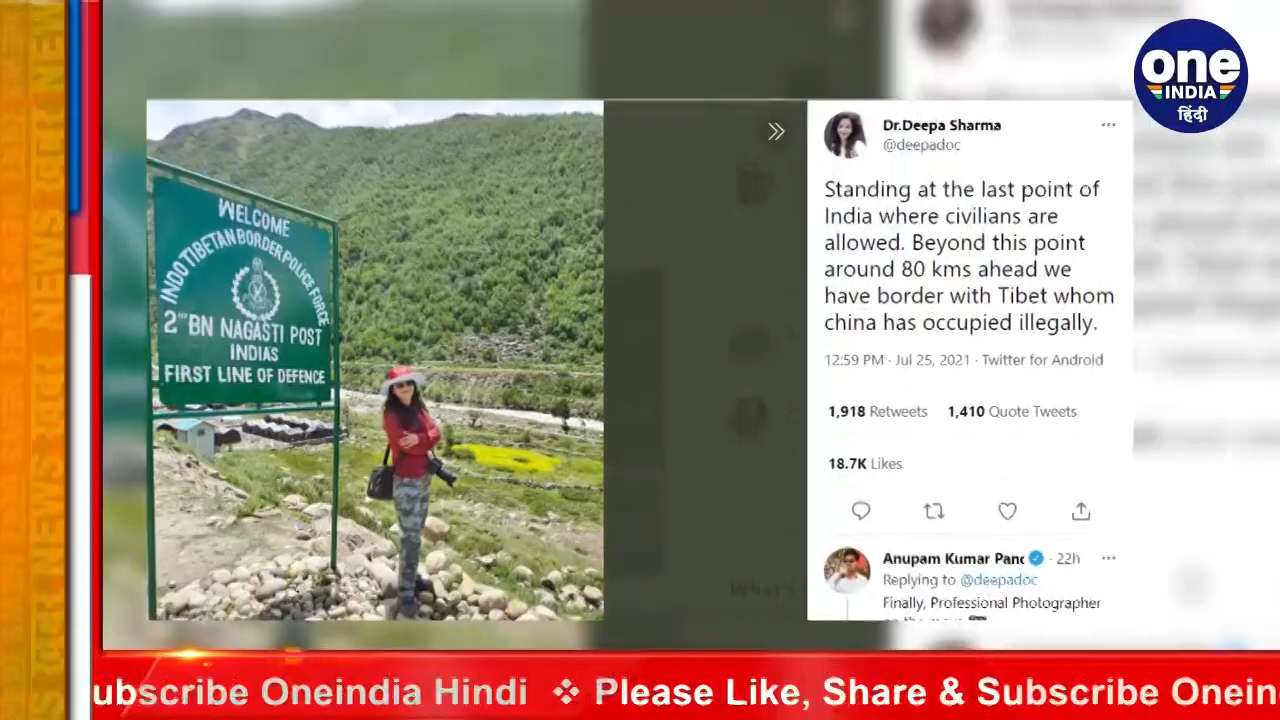 one
INDIA
हिंदी
WELCOME
INDO TIBETAN BORDER POLICE FORCE
2ND BN NAGASTI POST
INDIAS
FIRST LINE OF DEFENCE
Dr.Deepa Sharma
@deepadoc
Standing at the last point of
India where civilians are
allowed. Beyond this point
around 80 kms ahead we
have border with Tibet whom
china has occupied illegally.
12:59 PM · Jul 25, 2021 · Twitter for Android
1,918 Retweets 1,410 Quote Tweets
18.7K Likes
Anupam Kumar Panc · 22h
Replying to @deepadoc
Finally, Professional Photographer
ubscribe Oneindia Hindi ❖ Please Like, Share & Subscribe Onein